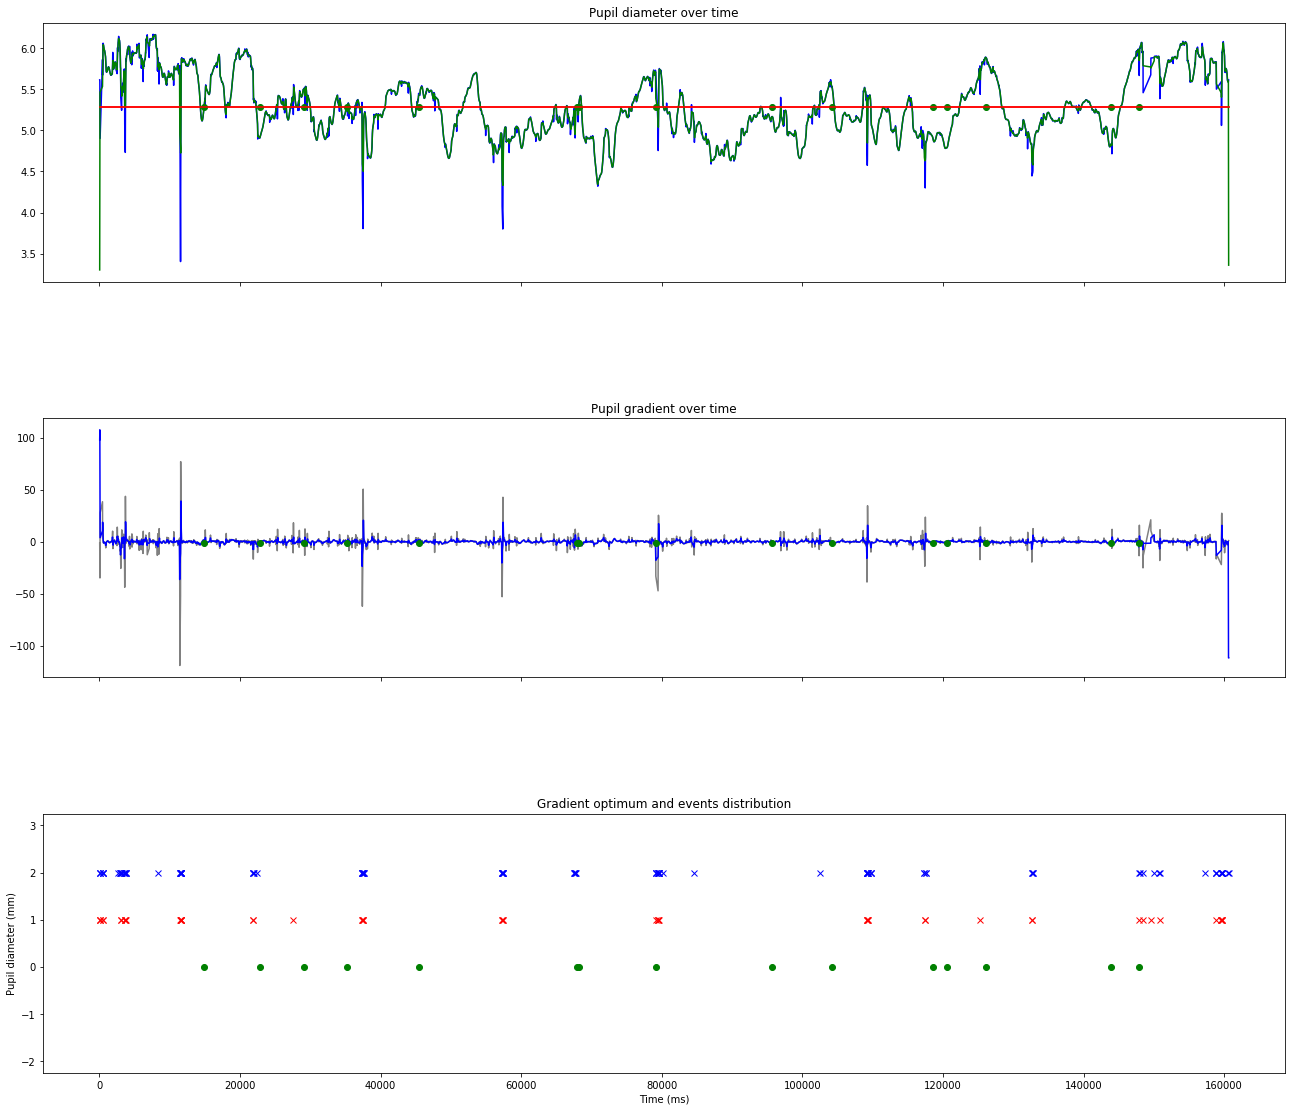 Pupil diameter over time
6.0
5.5
5.0
4.5
4.0
3.5
Pupil gradient over time
100
50
0
−50
−100
Gradient optimum and events distribution
3
2
1
0
−1
−2
Pupil diameter (mm)
0 20000 40000 60000 80000 100000 120000 140000 160000
Time (ms)